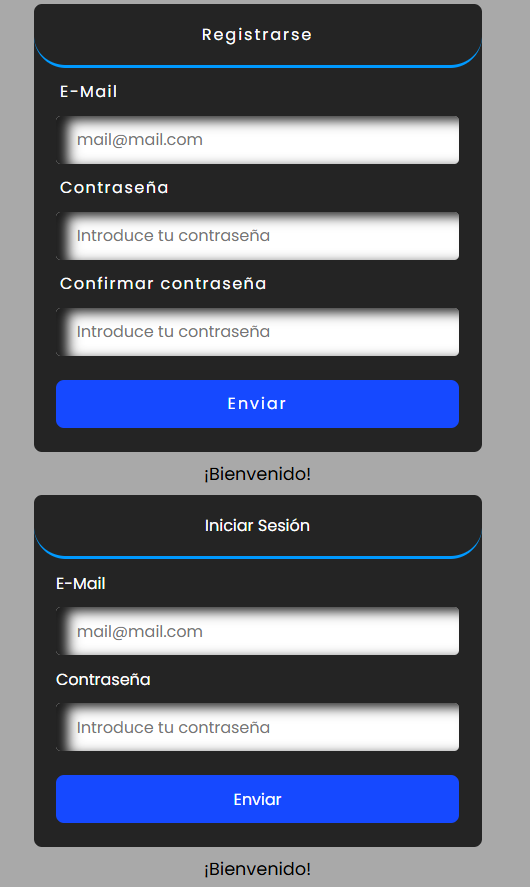 Registrarse
E-Mail
mail@mail.com
Contraseña
Introduce tu contraseña
Confirmar contraseña
Introduce tu contraseña
Enviar
¡Bienvenido!
Iniciar Sesión
E-Mail
mail@mail.com
Contraseña
Introduce tu contraseña
Enviar
¡Bienvenido!